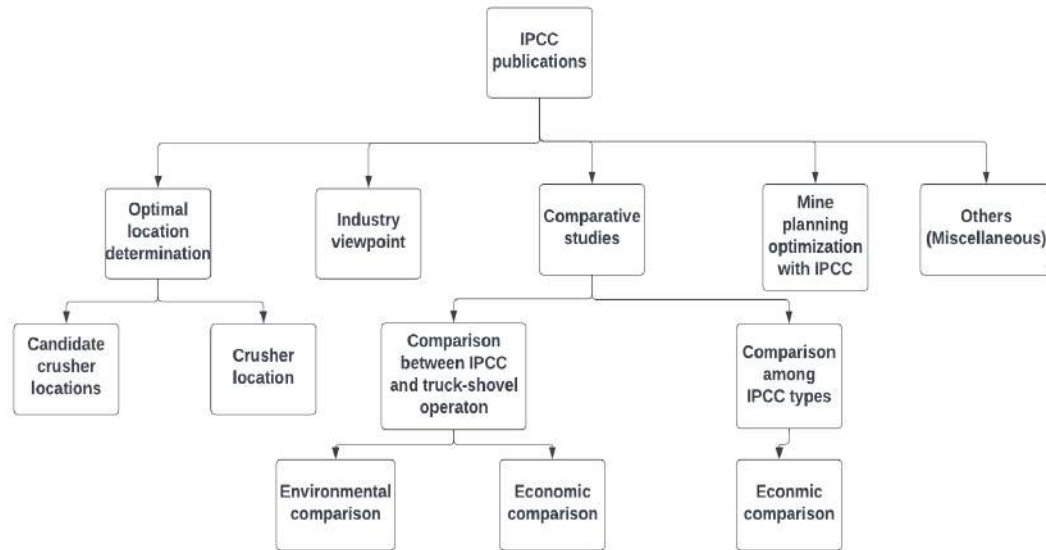 IPCC
publications
Optimal
location
determination
Industry
viewpoint
Comparative
studies
Mine
planning
optimization
with IPCC
Others
(Miscellaneous)
Candidate
crusher
locations
Crusher
location
Comparison
between IPCC
and truck-shovel
operaton
Comparison
among
IPCC types
Environmental
comparison
Economic
comparison
Econmic
comparison